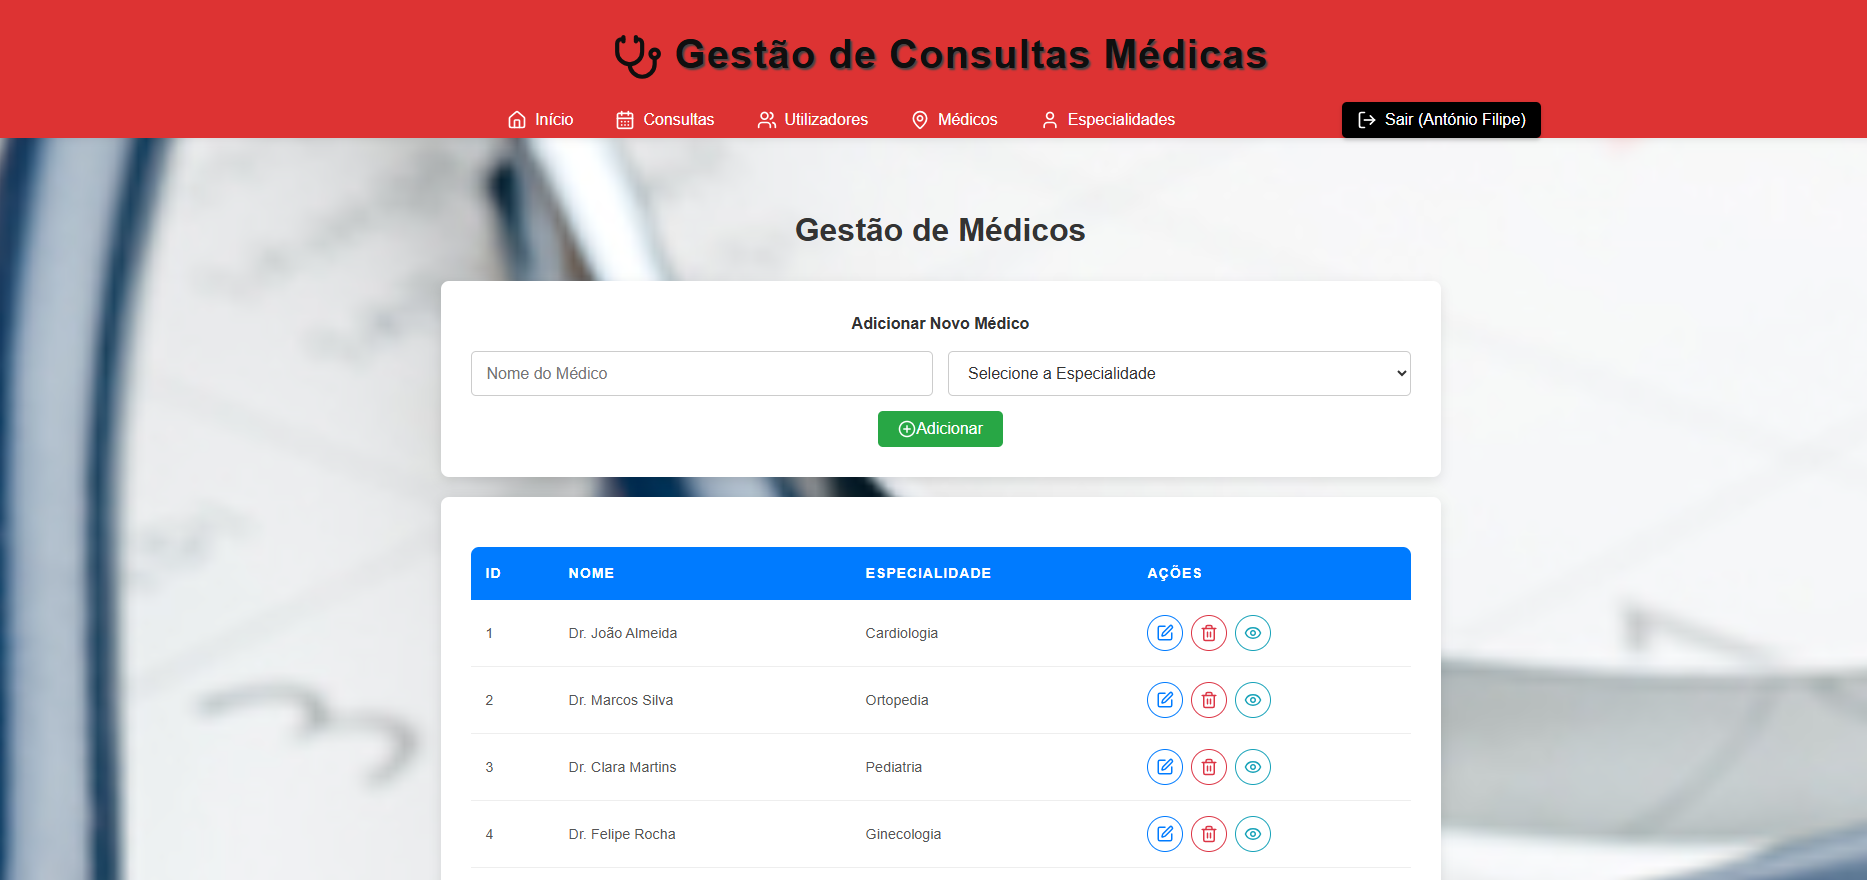 Gestão de Consultas Médicas
Início Consultas Utilizadores Médicos Especialidades Sair (António Filipe)
Gestão de Médicos
Adicionar Novo Médico
Nome do Médico Selecione a Especialidade
Adicionar
ID NOME ESPECIALIDADE AÇÕES
1 Dr. João Almeida Cardiologia
2 Dr. Marcos Silva Ortopedia
3 Dr. Clara Martins Pediatria
4 Dr. Felipe Rocha Ginecologia